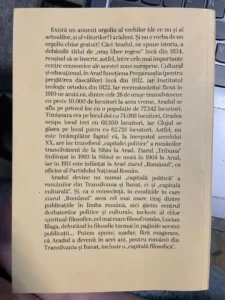 Există un anumit orgoliu al vechilor (de ce nu și al
actualilor, și al viitorilor?) arădeni. Și nu e vorba de un
orgoliu chiar gratuit! Căci Aradul, ne spune istoria, a
dobândit titlul de „oraș liber regesc” încă din 1834,
reușind să se înscrie, astfel, între cele mai importante
centre economice ale acestei zone europene. Cultural
și educațional, în Arad funcționa Preparandia (pentru
pregătirea dascălilor) încă din 1812, iar Institutul
teologic ortodox, din 1822, iar recensământul făcut în
1910 ne arată că, dintre cele 26 de orașe transilvănene
cu peste 10.000 de locuitori la acea vreme, Aradul se
afla pe primul loc cu o populație de 77.542 locuitori,
Timișoara era pe locul doi cu 74.003 locuitori, Oradea
ocupa locul trei cu 68.800 locuitori, iar Clujul se
găsea pe locul patru cu 62.733 locuitori. Astfel, nu
este întâmplător faptul că, la începutul secolului
XX, are loc transferul „capitalei politice” a românilor
transilvăneni de la Sibiu la Arad. Ziarul „Tribuna”
(înființat în 1903 la Sibiu) se mută în 1904 la Arad,
iar în 1911 este înființat la Arad ziarul „Românul”, ca
oficios al Partidului Național Român.
Aradul devine nu numai „capitala politică” a
românilor din Transilvania și Banat, ci și „capitala
culturală”. Și, ca o consecință, în condițiile în care
ziarul „Românul” avea cel mai mare tiraj dintre
publicațiile în limba română, aici găsim centrul
dezbaterilor politice și culturale, inclusiv al celor
spiritual-filosofice, cel mai mare filosof român, Lucian
Blaga, debutând în filosofie tocmai în paginile acestei
publicații... Putem spune, așadar, fără exagerare,
că Aradul a devenit în acei ani, pentru românii din
Transilvania și Banat, inclusiv o „capitală filosofică”.